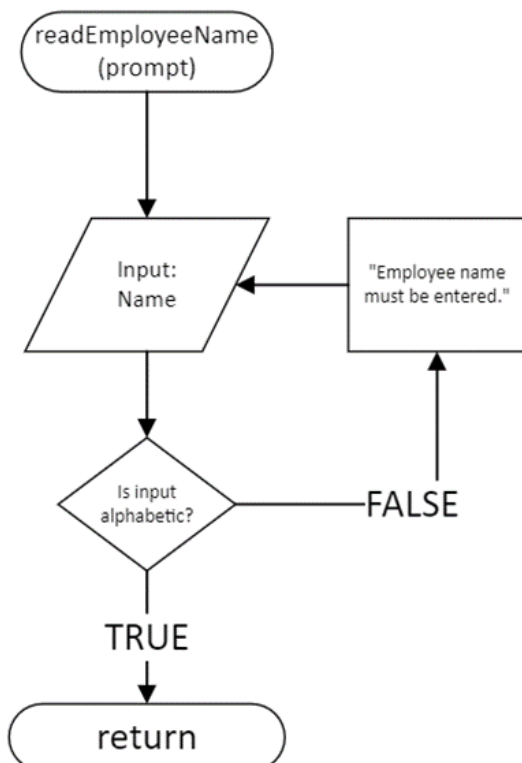 readEmployeeName
(prompt)
Input:
Name
"Employee name
must be entered."
Is input
alphabetic?
FALSE
TRUE
return